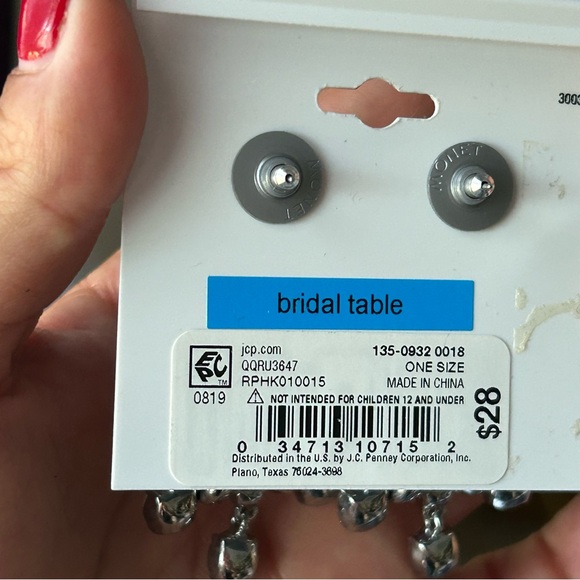 3003
MONET
MONET
bridal table
EPC TM
jcp.com
135-0932 0018
QQRU3647
ONE SIZE
RPHK010015
MADE IN CHINA
0819
⚠ NOT INTENDED FOR CHILDREN 12 AND UNDER
$28
0 34713 10715 2
Distributed in the U.S. by J.C. Penney Corporation, Inc.
Plano, Texas 75024-3698